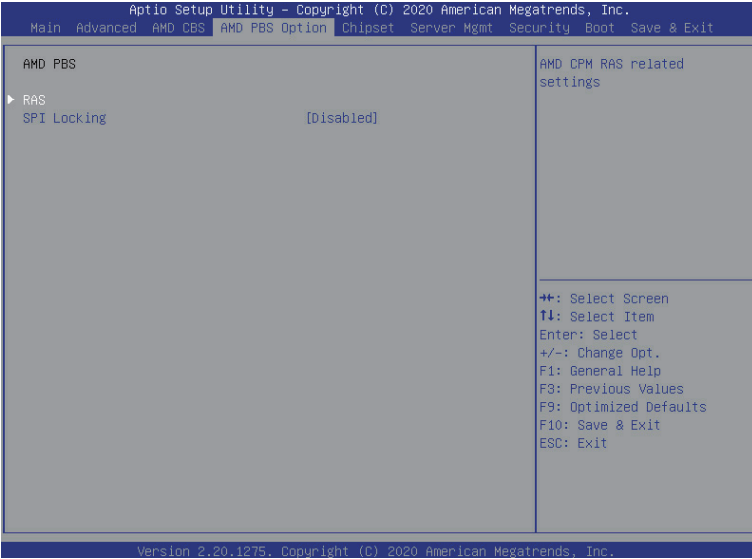 Aptio Setup Utility – Copyright (C) 2020 American Megatrends, Inc.
Main Advanced AMD CBS AMD PBS Option Chipset Server Mgmt Security Boot Save & Exit
AMD PBS
RAS
SPI Locking [Disabled]
AMD CPM RAS related
settings
→←: Select Screen
↑↓: Select Item
Enter: Select
+/-: Change Opt.
F1: General Help
F3: Previous Values
F9: Optimized Defaults
F10: Save & Exit
ESC: Exit
Version 2.20.1275. Copyright (C) 2020 American Megatrends, Inc.